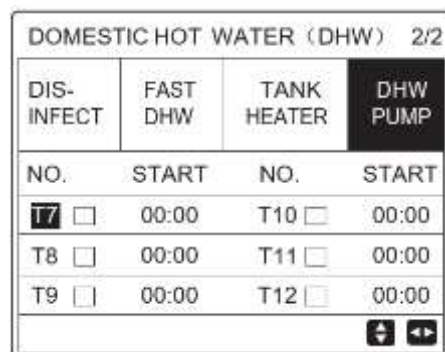 DOMESTIC HOT WATER (DHW) 2/2
DIS-INFECT FAST DHW TANK HEATER DHW PUMP
NO. START NO. START
T7 00:00 T10 00:00
T8 00:00 T11 00:00
T9 00:00 T12 00:00